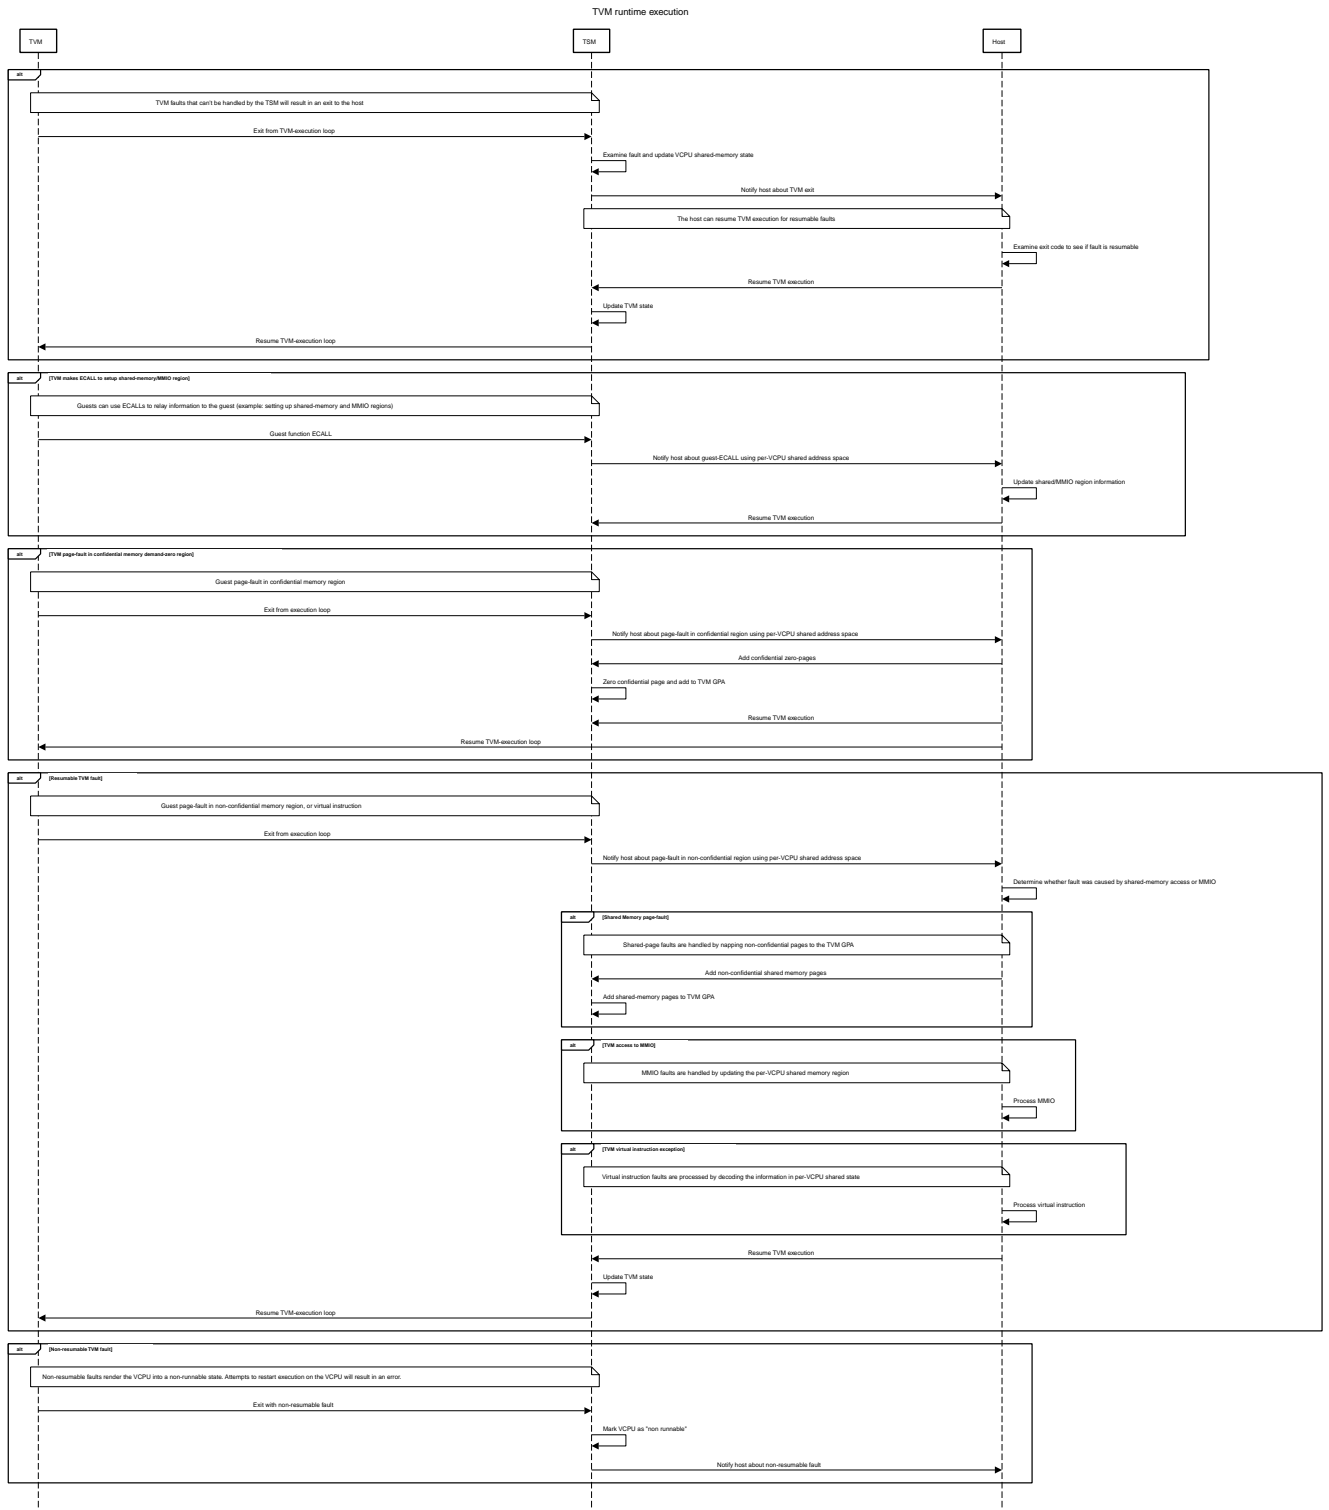 TVM runtime execution
TVM
TSM
Host
alt
TVM faults that can't be handled by the TSM will result in an exit to the host
Exit from TVM-execution loop
Examine fault and update VCPU shared-memory state
Notify host about TVM exit
The host can resume TVM execution for resumable faults
Examine exit code to see if fault is resumable
Resume TVM execution
Update TVM state
Resume TVM-execution loop
alt [TVM makes ECALL to setup shared-memory/MMIO region]
Guests can use ECALLs to relay information to the guest (example: setting up shared-memory and MMIO regions)
Guest function ECALL
Notify host about guest-ECALL using per-VCPU shared address space
Update shared/MMIO region information
Resume TVM execution
alt [TVM page-fault in confidential memory demand-zero region]
Guest page-fault in confidential memory region
Exit from execution loop
Notify host about page-fault in confidential region using per-VCPU shared address space
Add confidential zero-pages
Zero confidential page and add to TVM GPA
Resume TVM execution
Resume TVM-execution loop
alt [Resumable TVM fault]
Guest page-fault in non-confidential memory region, or virtual instruction
Exit from execution loop
Notify host about page-fault in non-confidential region using per-VCPU shared address space
Determine whether fault was caused by shared-memory access or MMIO
alt [Shared Memory page-fault]
Shared-page faults are handled by napping non-confidential pages to the TVM GPA
Add non-confidential shared memory pages
Add shared-memory pages to TVM GPA
alt [TVM access to MMIO]
MMIO faults are handled by updating the per-VCPU shared memory region
Process MMIO
alt [TVM virtual instruction exception]
Virtual instruction faults are processed by decoding the information in per-VCPU shared state
Process virtual instruction
Resume TVM execution
Update TVM state
Resume TVM-execution loop
alt [Non-resumable TVM fault]
Non-resumable faults render the VCPU into a non-runnable state. Attempts to restart execution on the VCPU will result in an error.
Exit with non-resumable fault
Mark VCPU as "non runnable"
Notify host about non-resumable fault